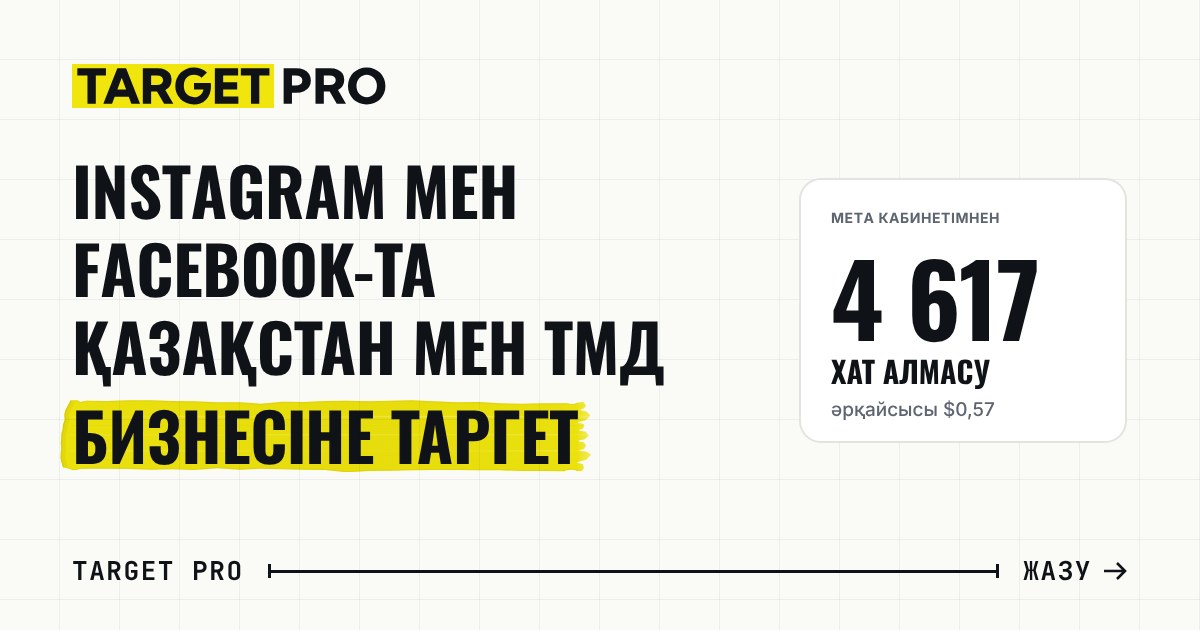 TARGET PRO
INSTAGRAM МЕН
FACEBOOK-ТА
ҚАЗАҚСТАН МЕН ТМД
БИЗНЕСІНЕ ТАРГЕТ
МЕТА КАБИНЕТІМНЕН
4 617
ХАТ АЛМАСУ
әрқайсысы $0,57
TARGET PRO
ЖАЗУ →